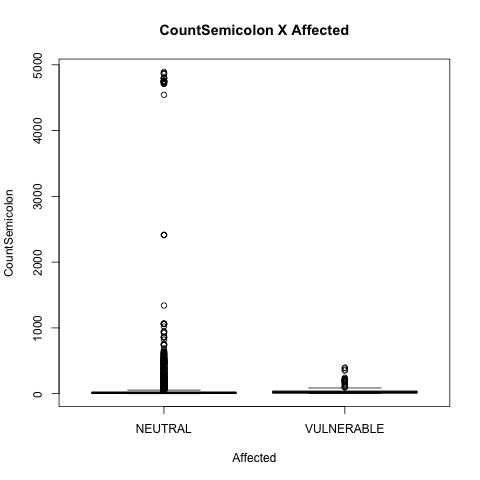 CountSemicolon X Affected
CountSemicolon
5000
4000
3000
2000
1000
0
NEUTRAL
VULNERABLE
Affected